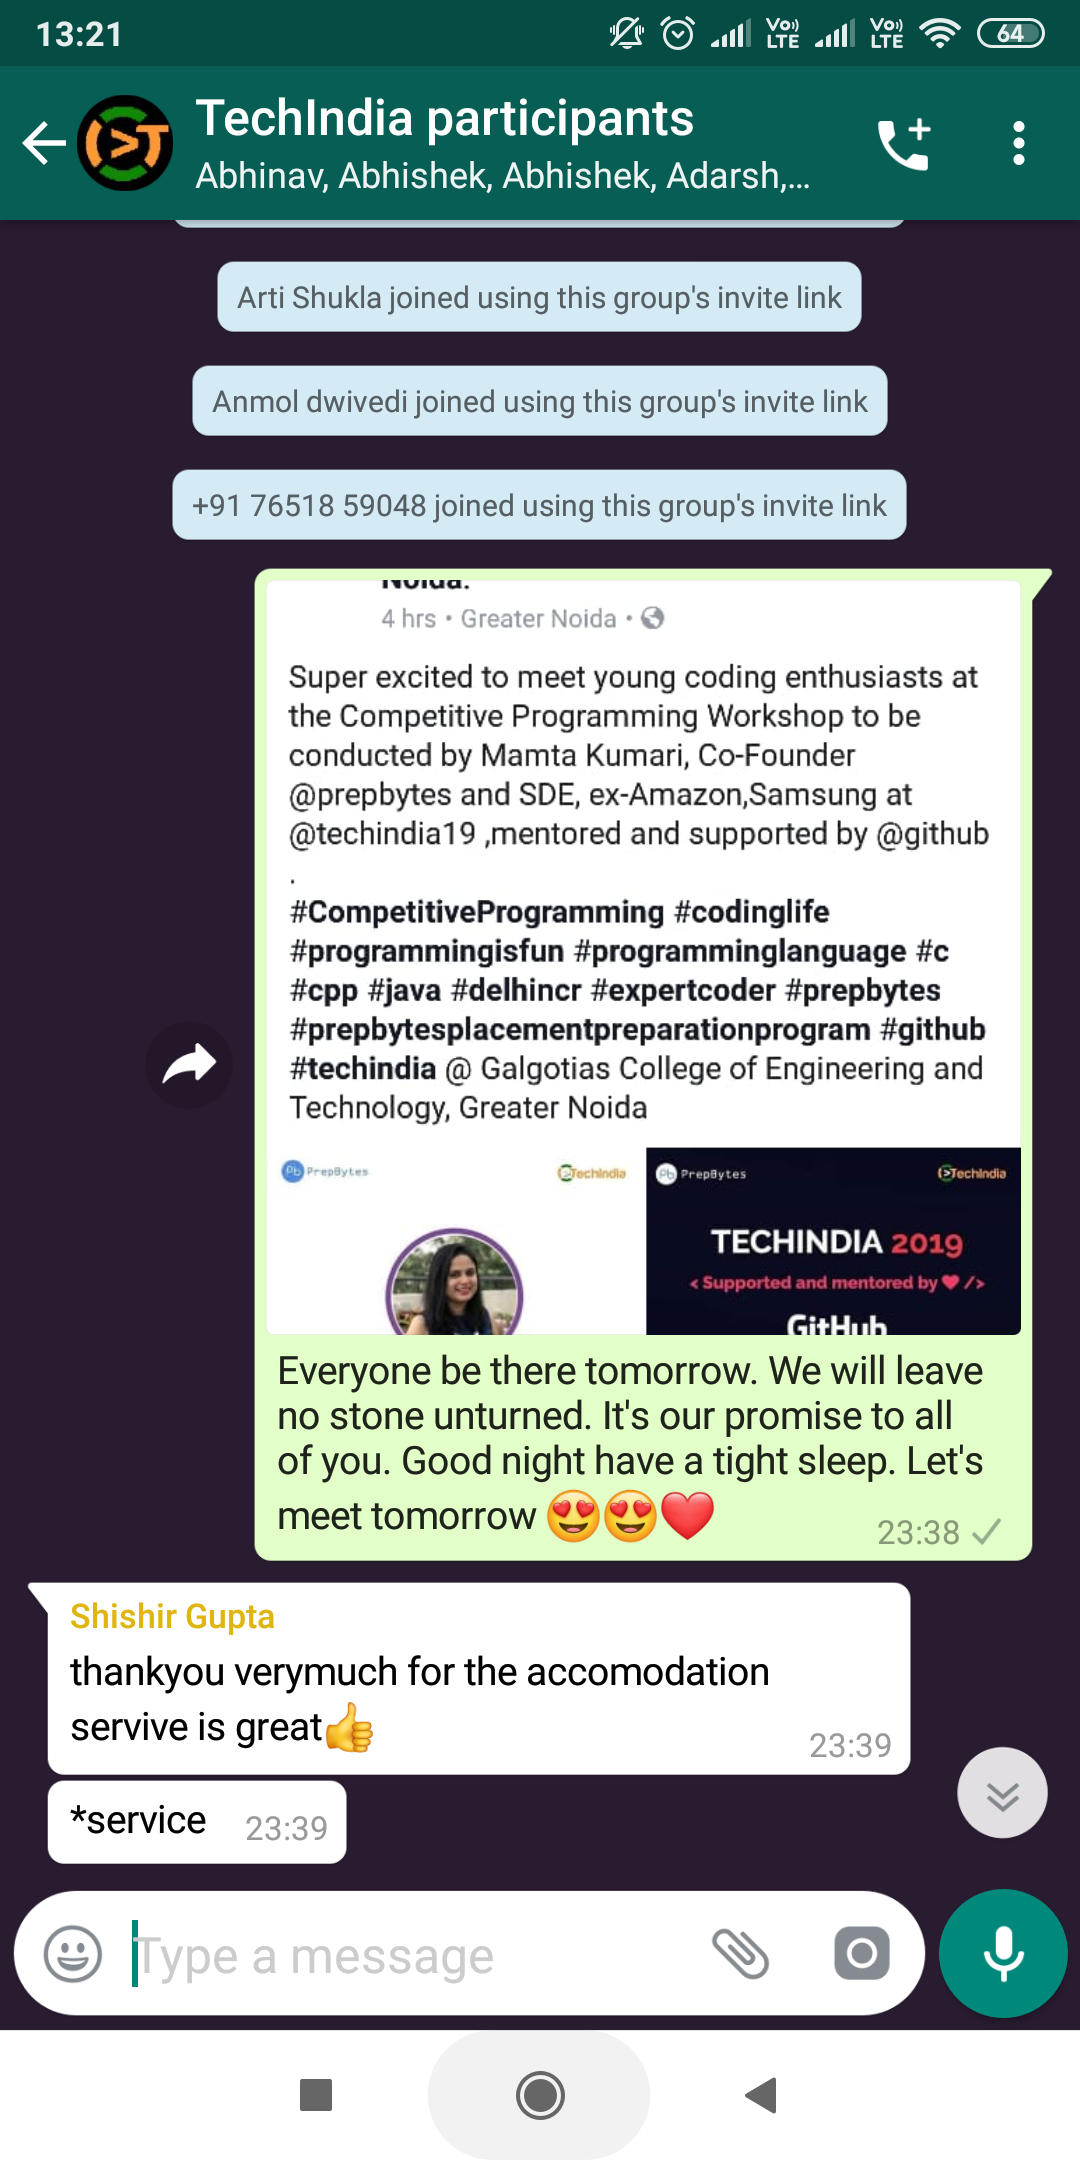 13:21
Vo)) LTE
Vo)) LTE
64
TechIndia participants
Abhinav, Abhishek, Abhishek, Adarsh,...
Arti Shukla joined using this group's invite link
Anmol dwivedi joined using this group's invite link
+91 76518 59048 joined using this group's invite link
Noida.
4 hrs • Greater Noida •
Super excited to meet young coding enthusiasts at
the Competitive Programming Workshop to be
conducted by Mamta Kumari, Co-Founder
@prepbytes and SDE, ex-Amazon,Samsung at
@techindia19 ,mentored and supported by @github
.
#CompetitiveProgramming #codinglife
#programmingisfun #programminglanguage #c
#cpp #java #delhincr #expertcoder #prepbytes
#prepbytesplacementpreparationprogram #github
#techindia @ Galgotias College of Engineering and
Technology, Greater Noida
Pb PrepBytes
TechIndia
Pb PrepBytes
TechIndia
TECHINDIA 2019
< Supported and mentored by ♥ />
GitHub
Everyone be there tomorrow. We will leave
no stone unturned. It's our promise to all
of you. Good night have a tight sleep. Let's
meet tomorrow 😍😍❤️
23:38 ✓
Shishir Gupta
thankyou verymuch for the accomodation
servive is great👍
23:39
*service 23:39
Type a message